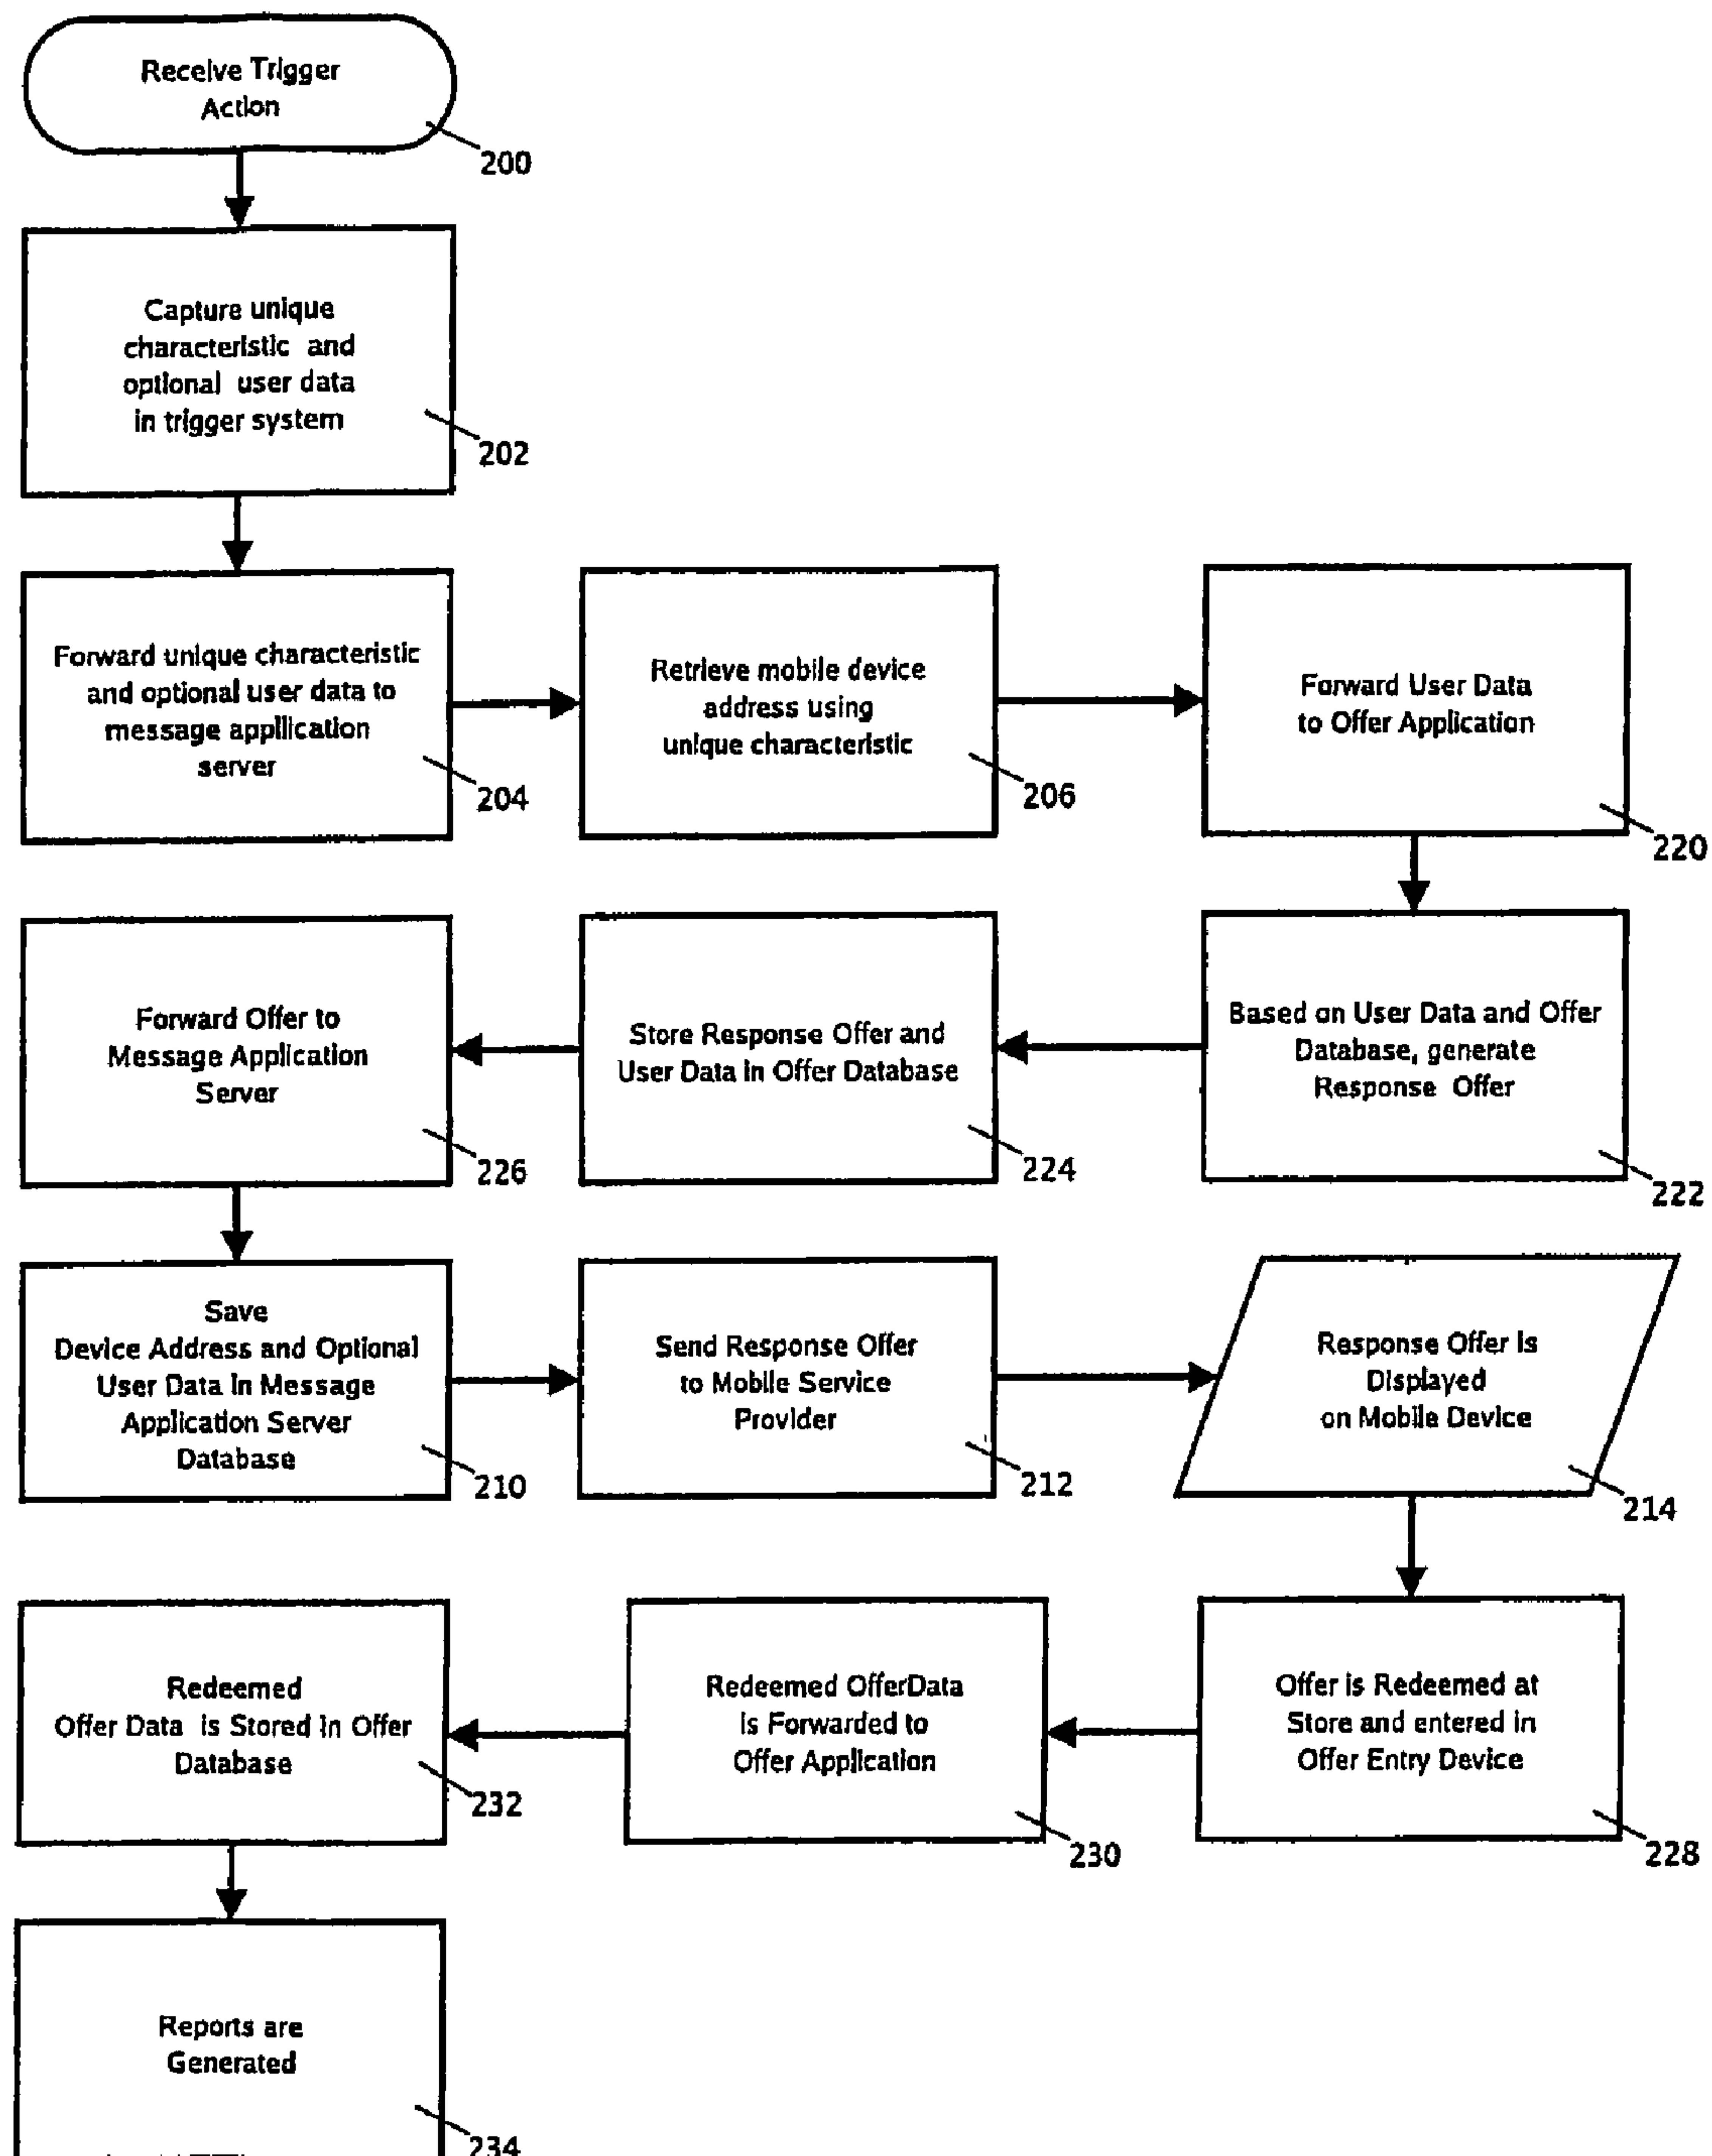 Receive Trigger
Action
200
Capture unique
characteristic and
optional user data
in trigger system
202
Forward unique characteristic
and optional user data to
message appllication
server
204
Retrieve mobile device
address using
unique characteristic
206
Forward User Data
to Offer Application
220
Based on User Data and Offer
Database, generate
Response Offer
222
Store Response Offer and
User Data in Offer Database
224
Forward Offer to
Message Application
Server
226
Save
Device Address and Optional
User Data in Message
Application Server
Database
210
Send Response Offer
to Mobile Service
Provider
212
Response Offer is
Displayed
on Mobile Device
214
Offer is Redeemed at
Store and entered in
Offer Entry Device
228
Redeemed OfferData
is Forwarded to
Offer Application
230
Redeemed
Offer Data is Stored in Offer
Database
232
Reports are
Generated
234